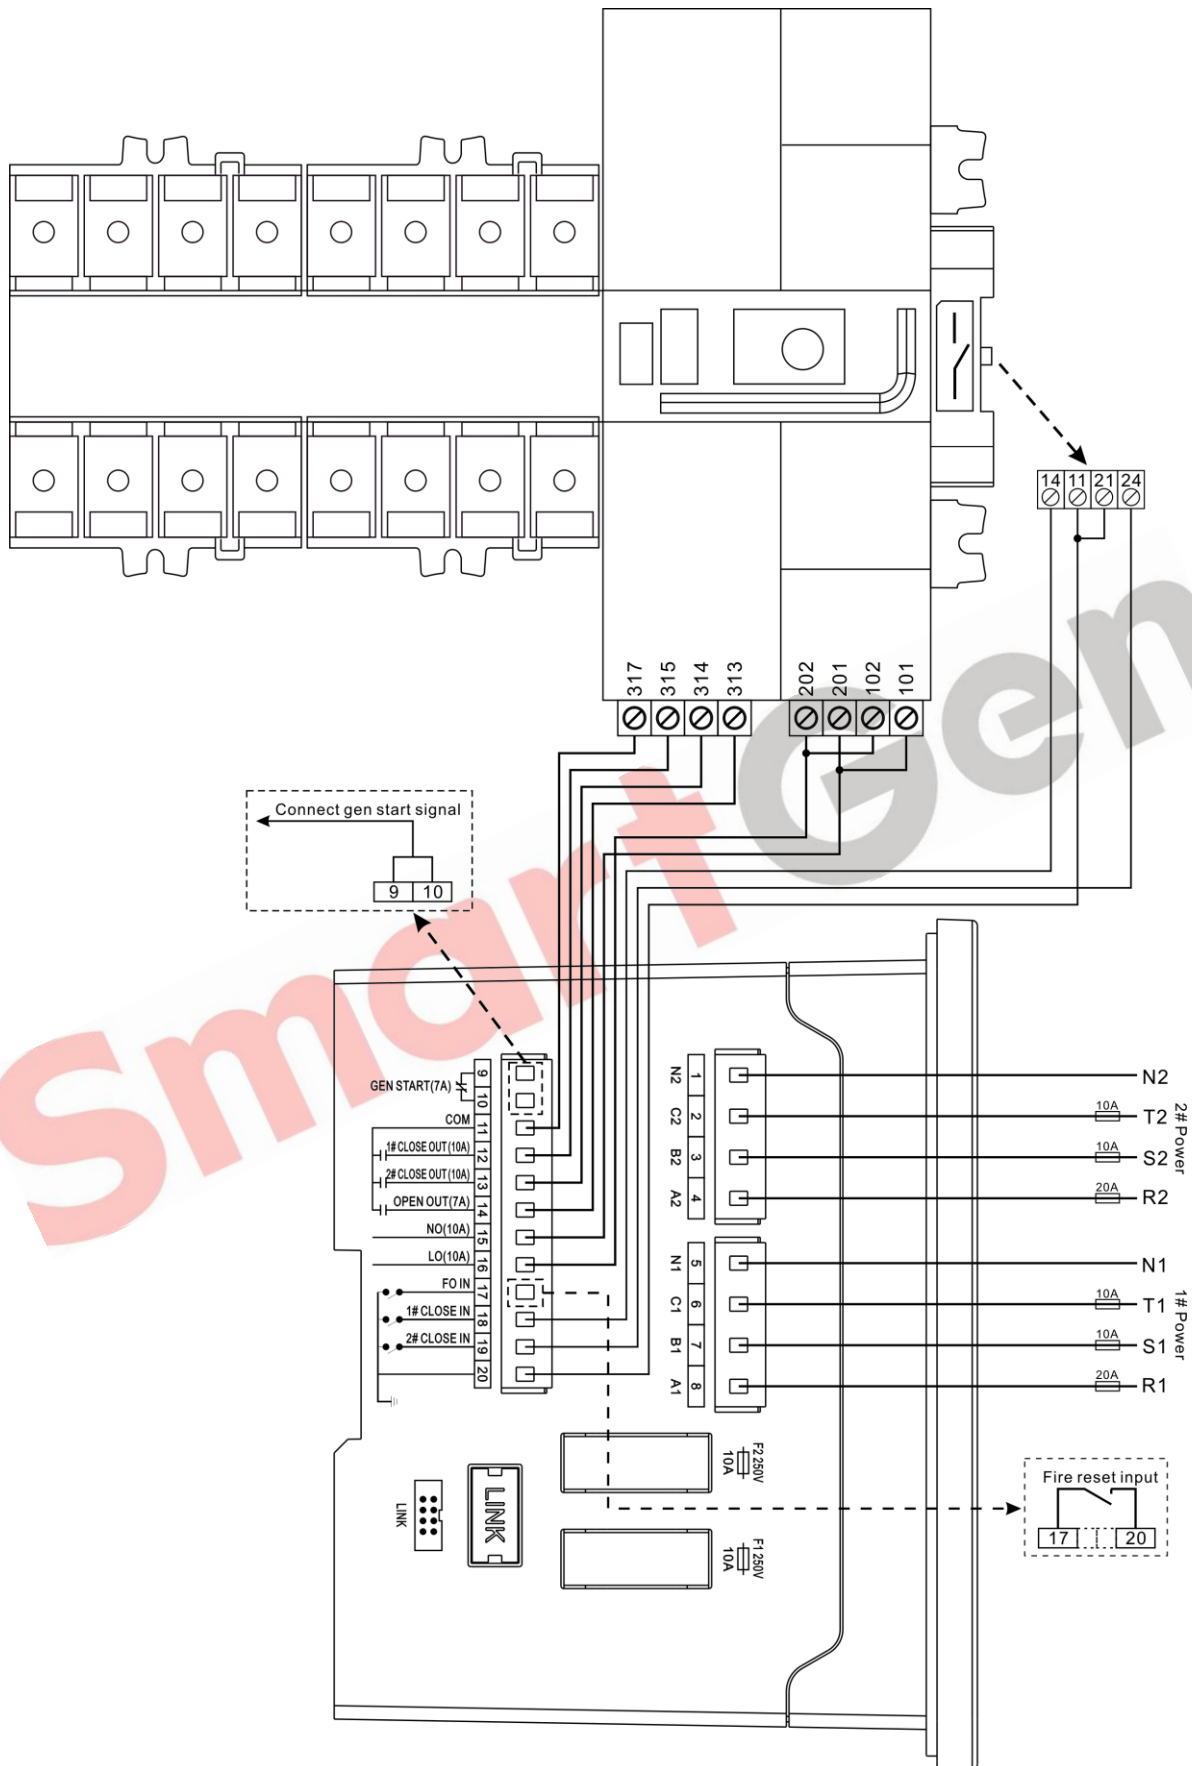 14 11 21 24
317 315 314 313 202 201 102 101
Connect gen start signal
9 10
SmartGen
GEN START(7A)
COM
1# CLOSE OUT(10A)
2# CLOSE OUT(10A)
OPEN OUT(7A)
NO(10A)
LO(10A)
FO IN
1# CLOSE IN
2# CLOSE IN
9
10
11
12
13
14
15
16
17
18
19
20
N2 1
C2 2
B2 3
A2 4
N1 5
C1 6
B1 7
A1 8
N2
10A T2
10A S2
20A R2
2# Power
N1
10A T1
10A S1
20A R1
1# Power
F2 250V
10A
F1 250V
10A
LINK
LINK
Fire reset input
17 20